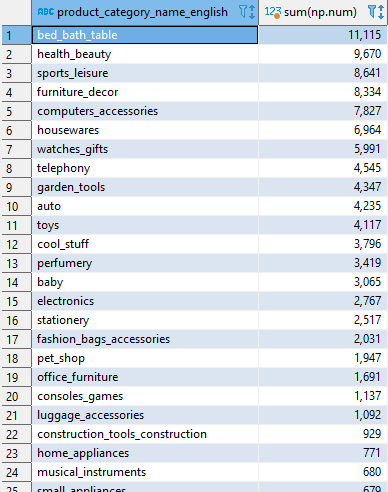 ABC product_category_name_english 123 sum(np.num)
1 bed_bath_table 11,115
2 health_beauty 9,670
3 sports_leisure 8,641
4 furniture_decor 8,334
5 computers_accessories 7,827
6 housewares 6,964
7 watches_gifts 5,991
8 telephony 4,545
9 garden_tools 4,347
10 auto 4,235
11 toys 4,117
12 cool_stuff 3,796
13 perfumery 3,419
14 baby 3,065
15 electronics 2,767
16 stationery 2,517
17 fashion_bags_accessories 2,031
18 pet_shop 1,947
19 office_furniture 1,691
20 consoles_games 1,137
21 luggage_accessories 1,092
22 construction_tools_construction 929
23 home_appliances 771
24 musical_instruments 680
25 small_appliances 679